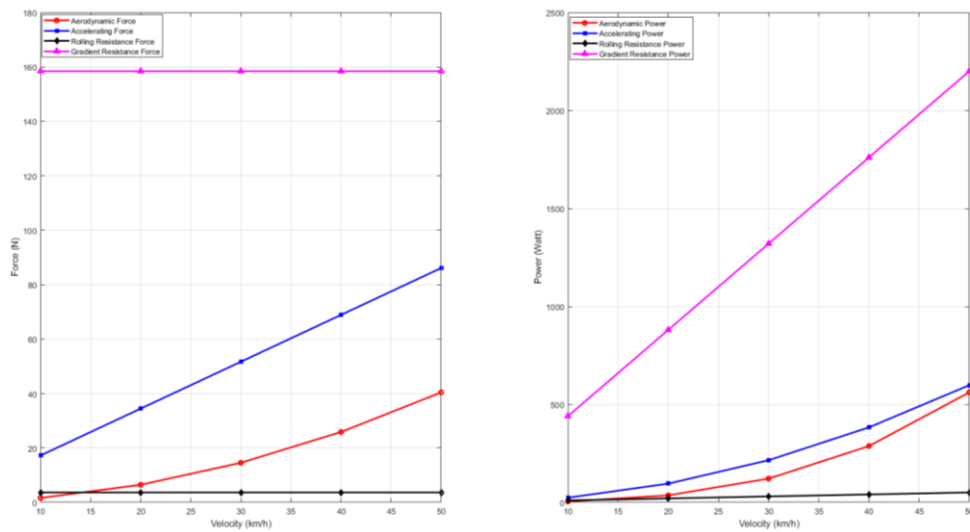 180
160
140
120
100
80
60
40
20
0
Force (N)
Aerodynamic Force
Accelerating Force
Rolling Resistance Force
Gradient Resistance Force
10 15 20 25 30 35 40 45 50
Velocity (km/h)
2500
2000
1500
1000
500
0
Power (Watt)
Aerodynamic Power
Accelerating Power
Rolling Resistance Power
Gradient Resistance Power
10 15 20 25 30 35 40 45 50
Velocity (km/h)